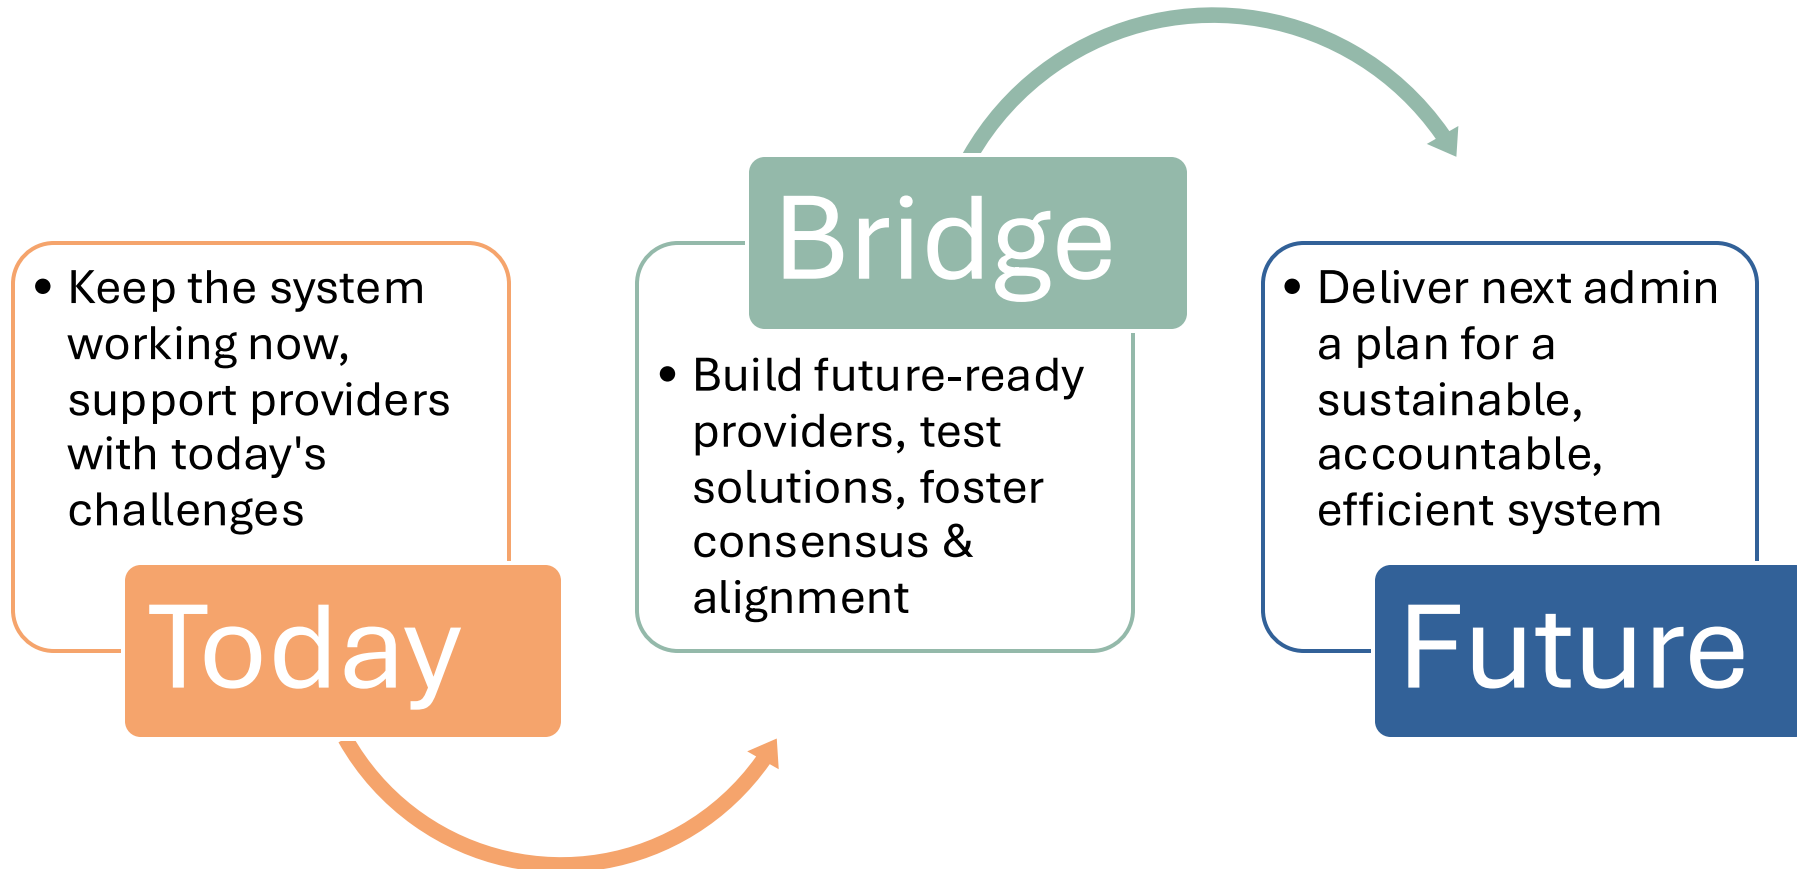 • Keep the system
working now,
support providers
with today's
challenges
Today
Bridge
• Build future-ready
providers, test
solutions, foster
consensus &
alignment
• Deliver next admin
a plan for a
sustainable,
accountable,
efficient system
Future